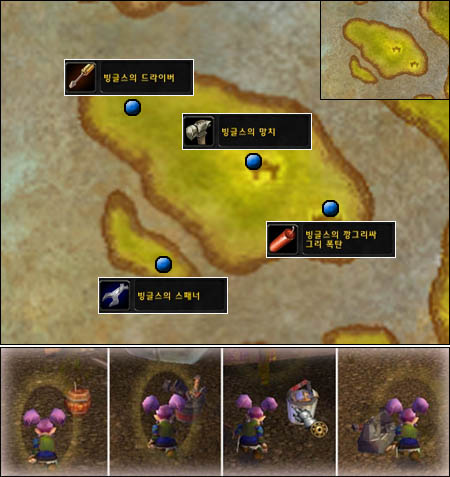 빙글스의 드라이버
빙글스의 망치
빙글스의 깡그리싸
그리 폭탄
빙글스의 스패너